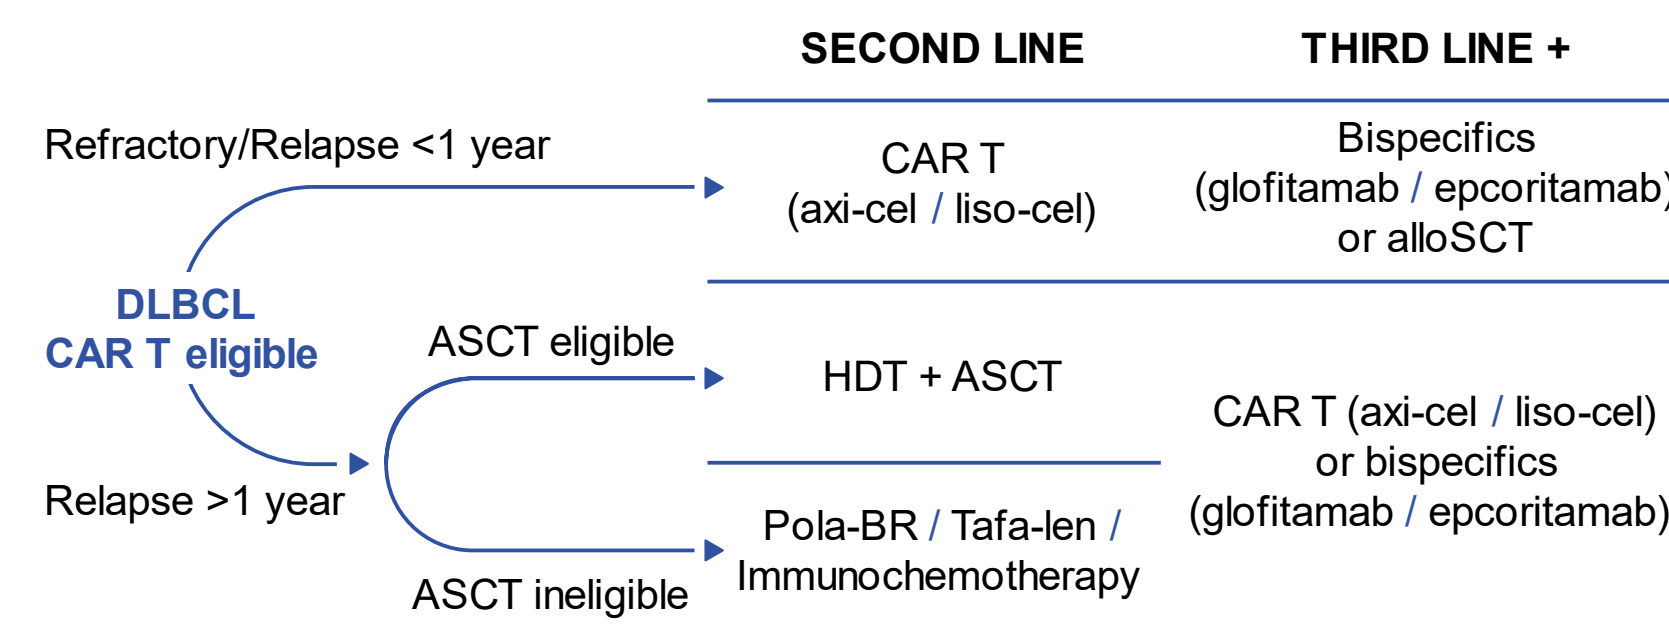 SECOND LINE
THIRD LINE +
Refractory/Relapse <1 year
CAR T
(axi-cel / liso-cel)
Bispecifics
(glofitamab / epcoritamab)
or alloSCT
DLBCL
CAR T eligible
ASCT eligible
HDT + ASCT
CAR T (axi-cel / liso-cel)
or bispecifics
(glofitamab / epcoritamab)
Relapse >1 year
Pola-BR / Tafa-len /
Immunochemotherapy
ASCT ineligible